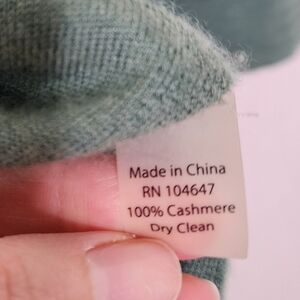 Made in China
RN 104647
100% Cashmere
Dry Clean